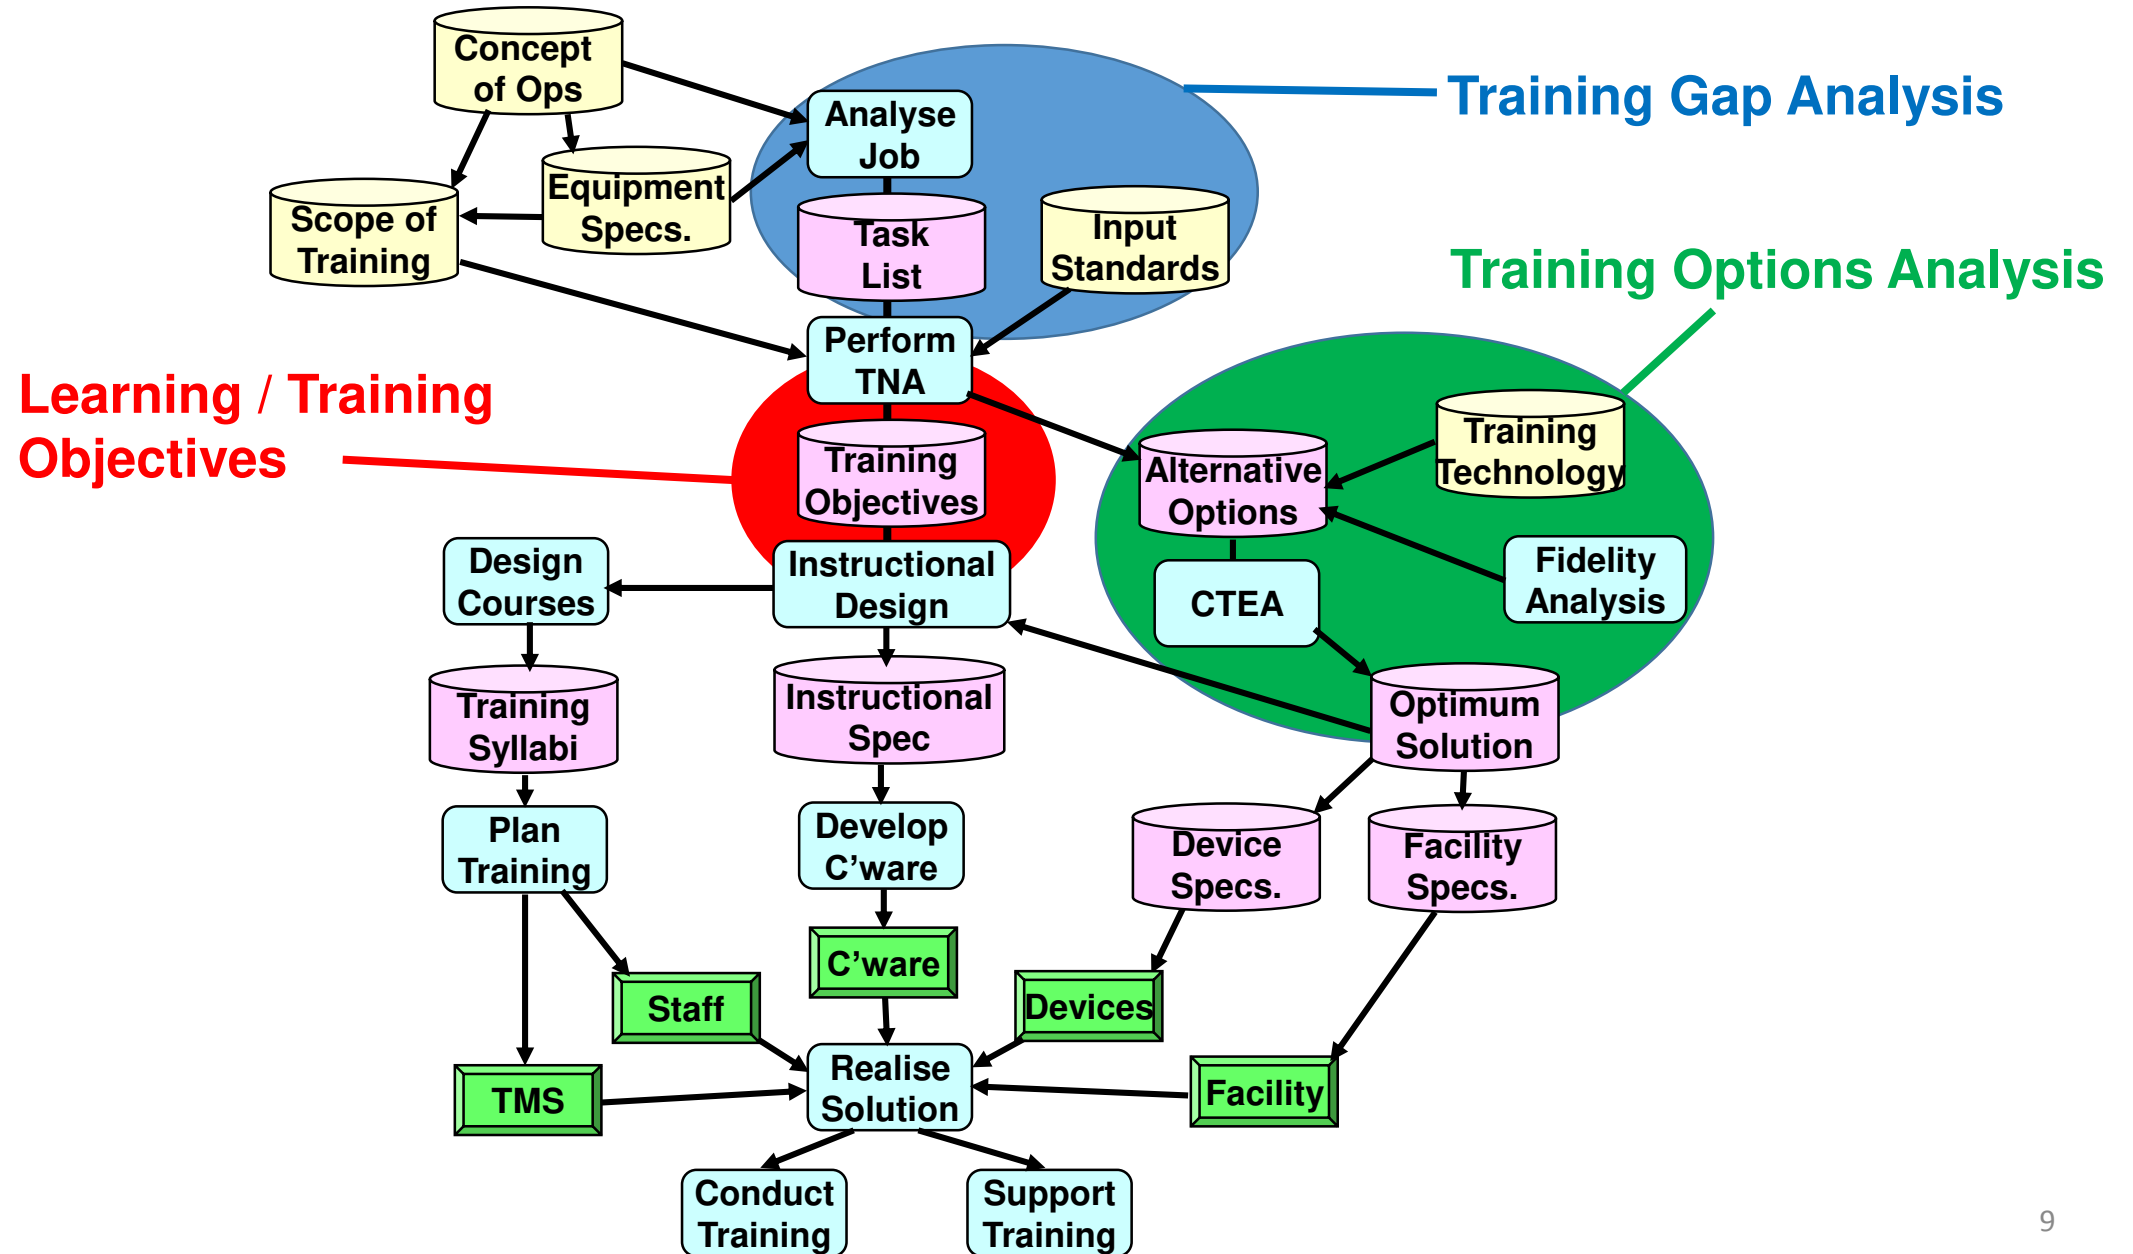 Concept
of Ops
Training Gap Analysis
Analyse
Job
Equipment
Specs.
Scope of
Training
Task
List
Input
Standards
Training Options Analysis
Perform
TNA
Learning / Training
Objectives
Training
Objectives
Alternative
Options
Training
Technology
Design
Courses
Instructional
Design
CTEA
Fidelity
Analysis
Training
Syllabi
Instructional
Spec
Optimum
Solution
Plan
Training
Develop
C’ware
Device
Specs.
Facility
Specs.
C’ware
Staff
Devices
TMS
Realise
Solution
Facility
Conduct
Training
Support
Training
9